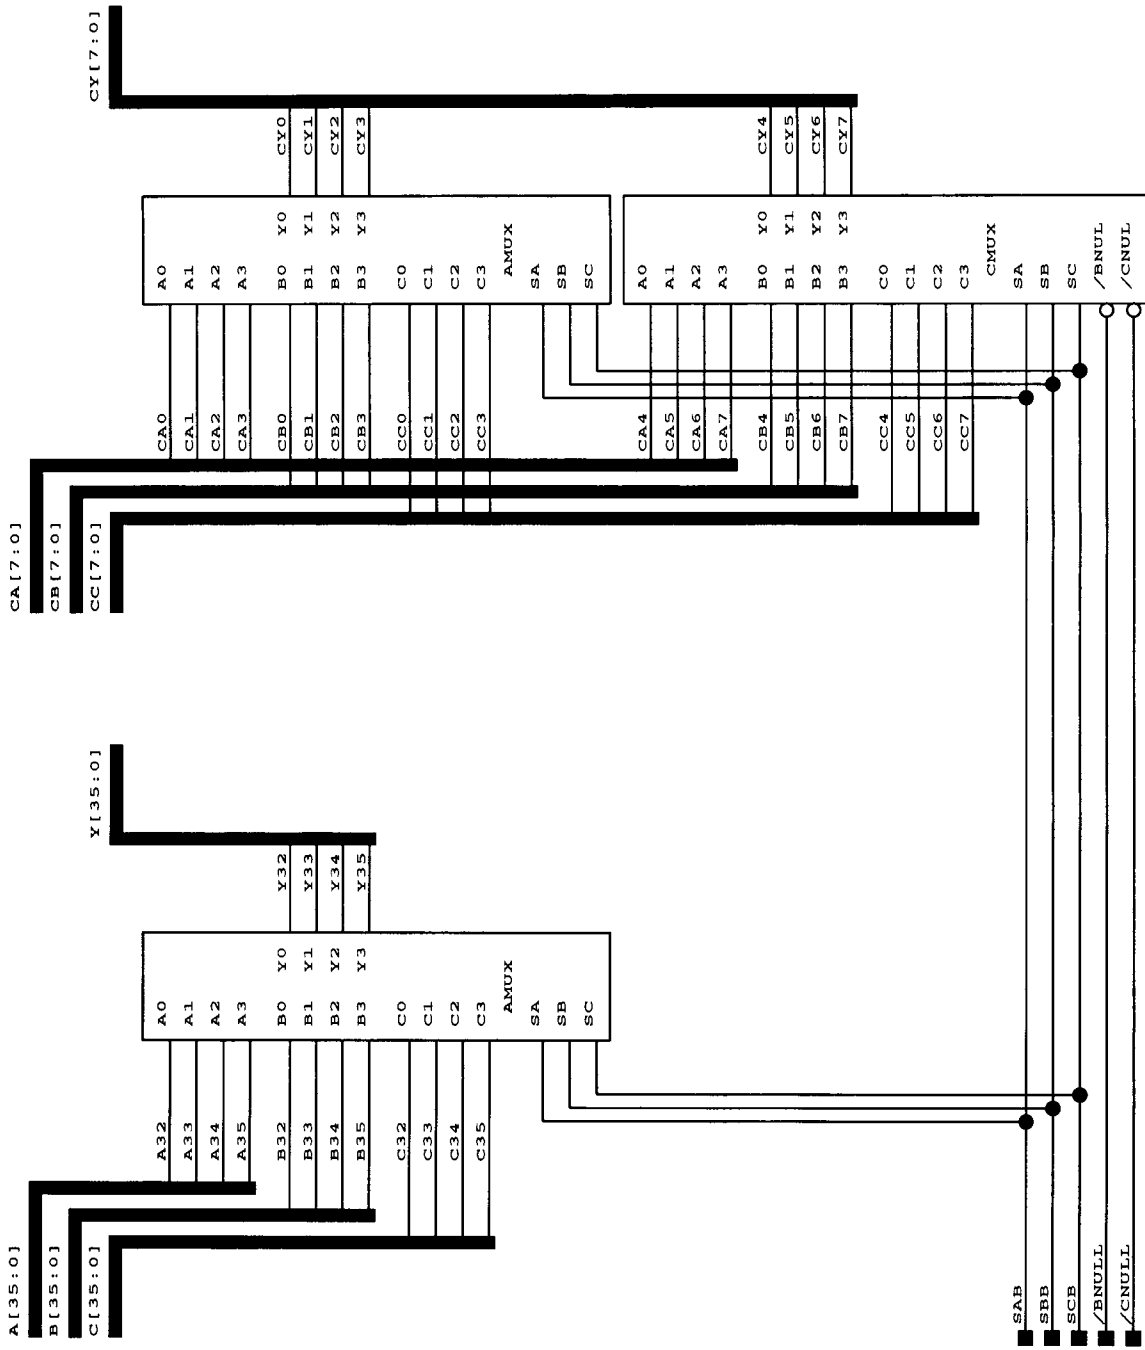 A[35:0]
B[35:0]
C[35:0]
A32
A33
A34
A35
B32
B33
B34
B35
C32
C33
C34
C35
A0
A1
A2
A3
B0 Y0
B1 Y1
B2 Y2
B3 Y3
C0
C1
C2
C3
AMUX
SA
SB
SC
Y32
Y33
Y34
Y35
Y[35:0]
CA[7:0]
CB[7:0]
CC[7:0]
CA0
CA1
CA2
CA3
CB0
CB1
CB2
CB3
CC0
CC1
CC2
CC3
A0
A1
A2
A3
B0 Y0
B1 Y1
B2 Y2
B3 Y3
C0
C1
C2
C3
AMUX
SA
SB
SC
CY0
CY1
CY2
CY3
CY[7:0]
CA4
CA5
CA6
CA7
CB4
CB5
CB6
CB7
CC4
CC5
CC6
CC7
A0
A1
A2
A3
B0 Y0
B1 Y1
B2 Y2
B3 Y3
C0
C1
C2
C3
CMUX
SA
SB
SC
/BNUL
/CNUL
CY4
CY5
CY6
CY7
SAB
SBB
SCB
/BNULL
/CNULL